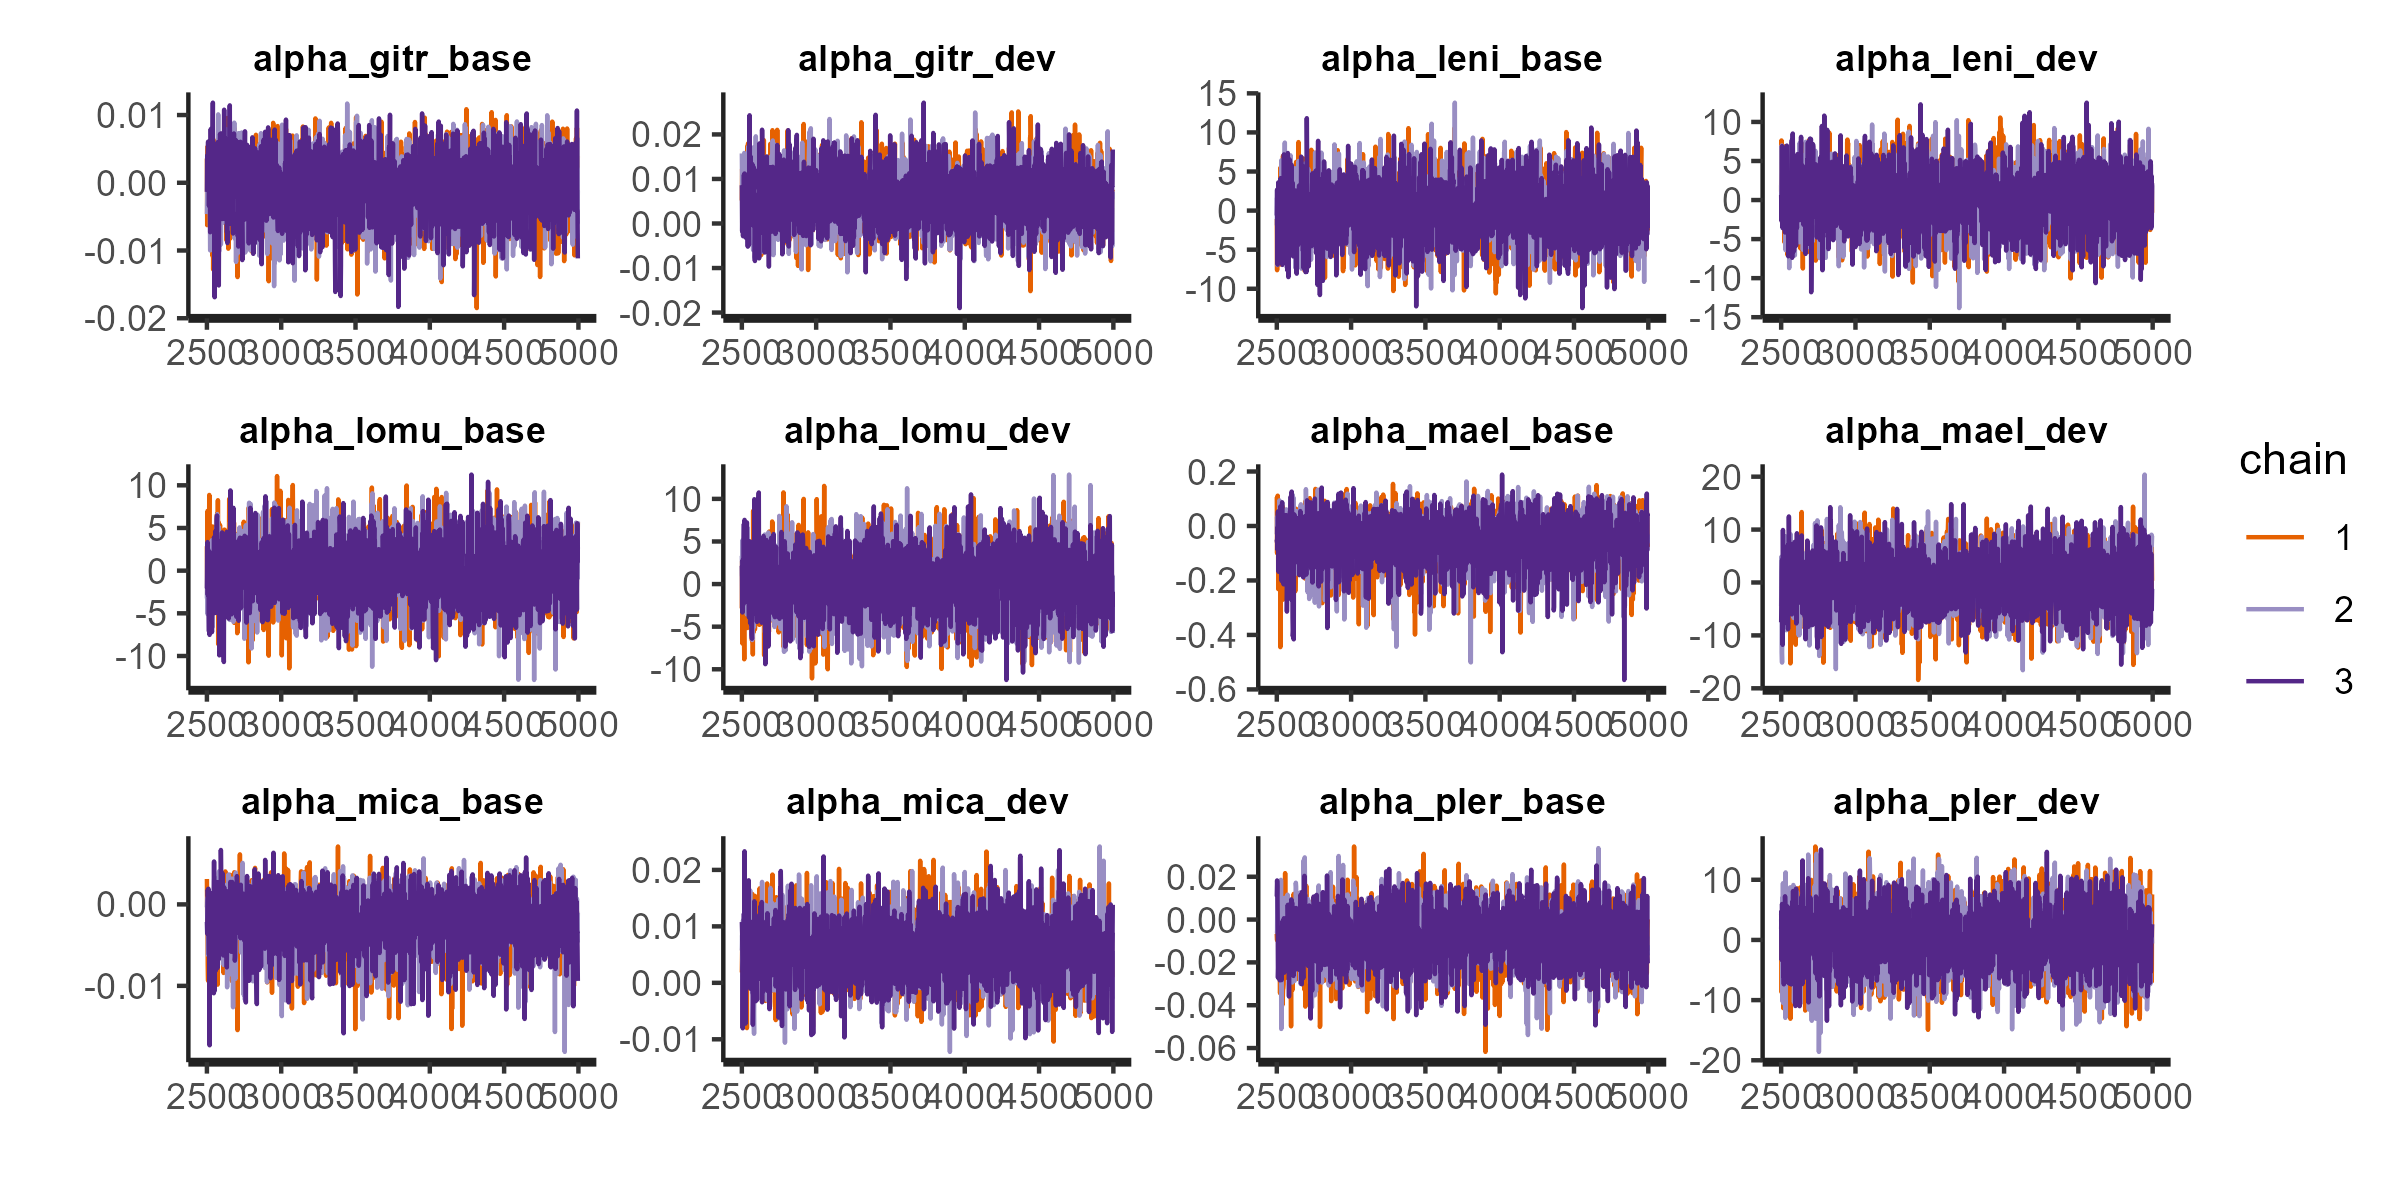 alpha_gitr_base alpha_gitr_dev alpha_leni_base alpha_leni_dev
0.01 0.00 -0.01 -0.02
0.02 0.01 0.00 -0.01 -0.02
15 10 5 0 -5 -10
10 5 0 -5 -10 -15
2500 3000 3500 4000 4500 5000 2500 3000 3500 4000 4500 5000 2500 3000 3500 4000 4500 5000 2500 3000 3500 4000 4500 5000
alpha_lomu_base alpha_lomu_dev alpha_mael_base alpha_mael_dev
10 5 0 -5 -10
10 5 0 -5 -10
0.2 0.0 -0.2 -0.4 -0.6
20 10 0 -10 -20
2500 3000 3500 4000 4500 5000 2500 3000 3500 4000 4500 5000 2500 3000 3500 4000 4500 5000 2500 3000 3500 4000 4500 5000
alpha_mica_base alpha_mica_dev alpha_pler_base alpha_pler_dev
0.00 -0.01
0.02 0.01 0.00 -0.01
0.02 0.00 -0.02 -0.04 -0.06
10 0 -10 -20
2500 3000 3500 4000 4500 5000 2500 3000 3500 4000 4500 5000 2500 3000 3500 4000 4500 5000 2500 3000 3500 4000 4500 5000
chain
1
2
3